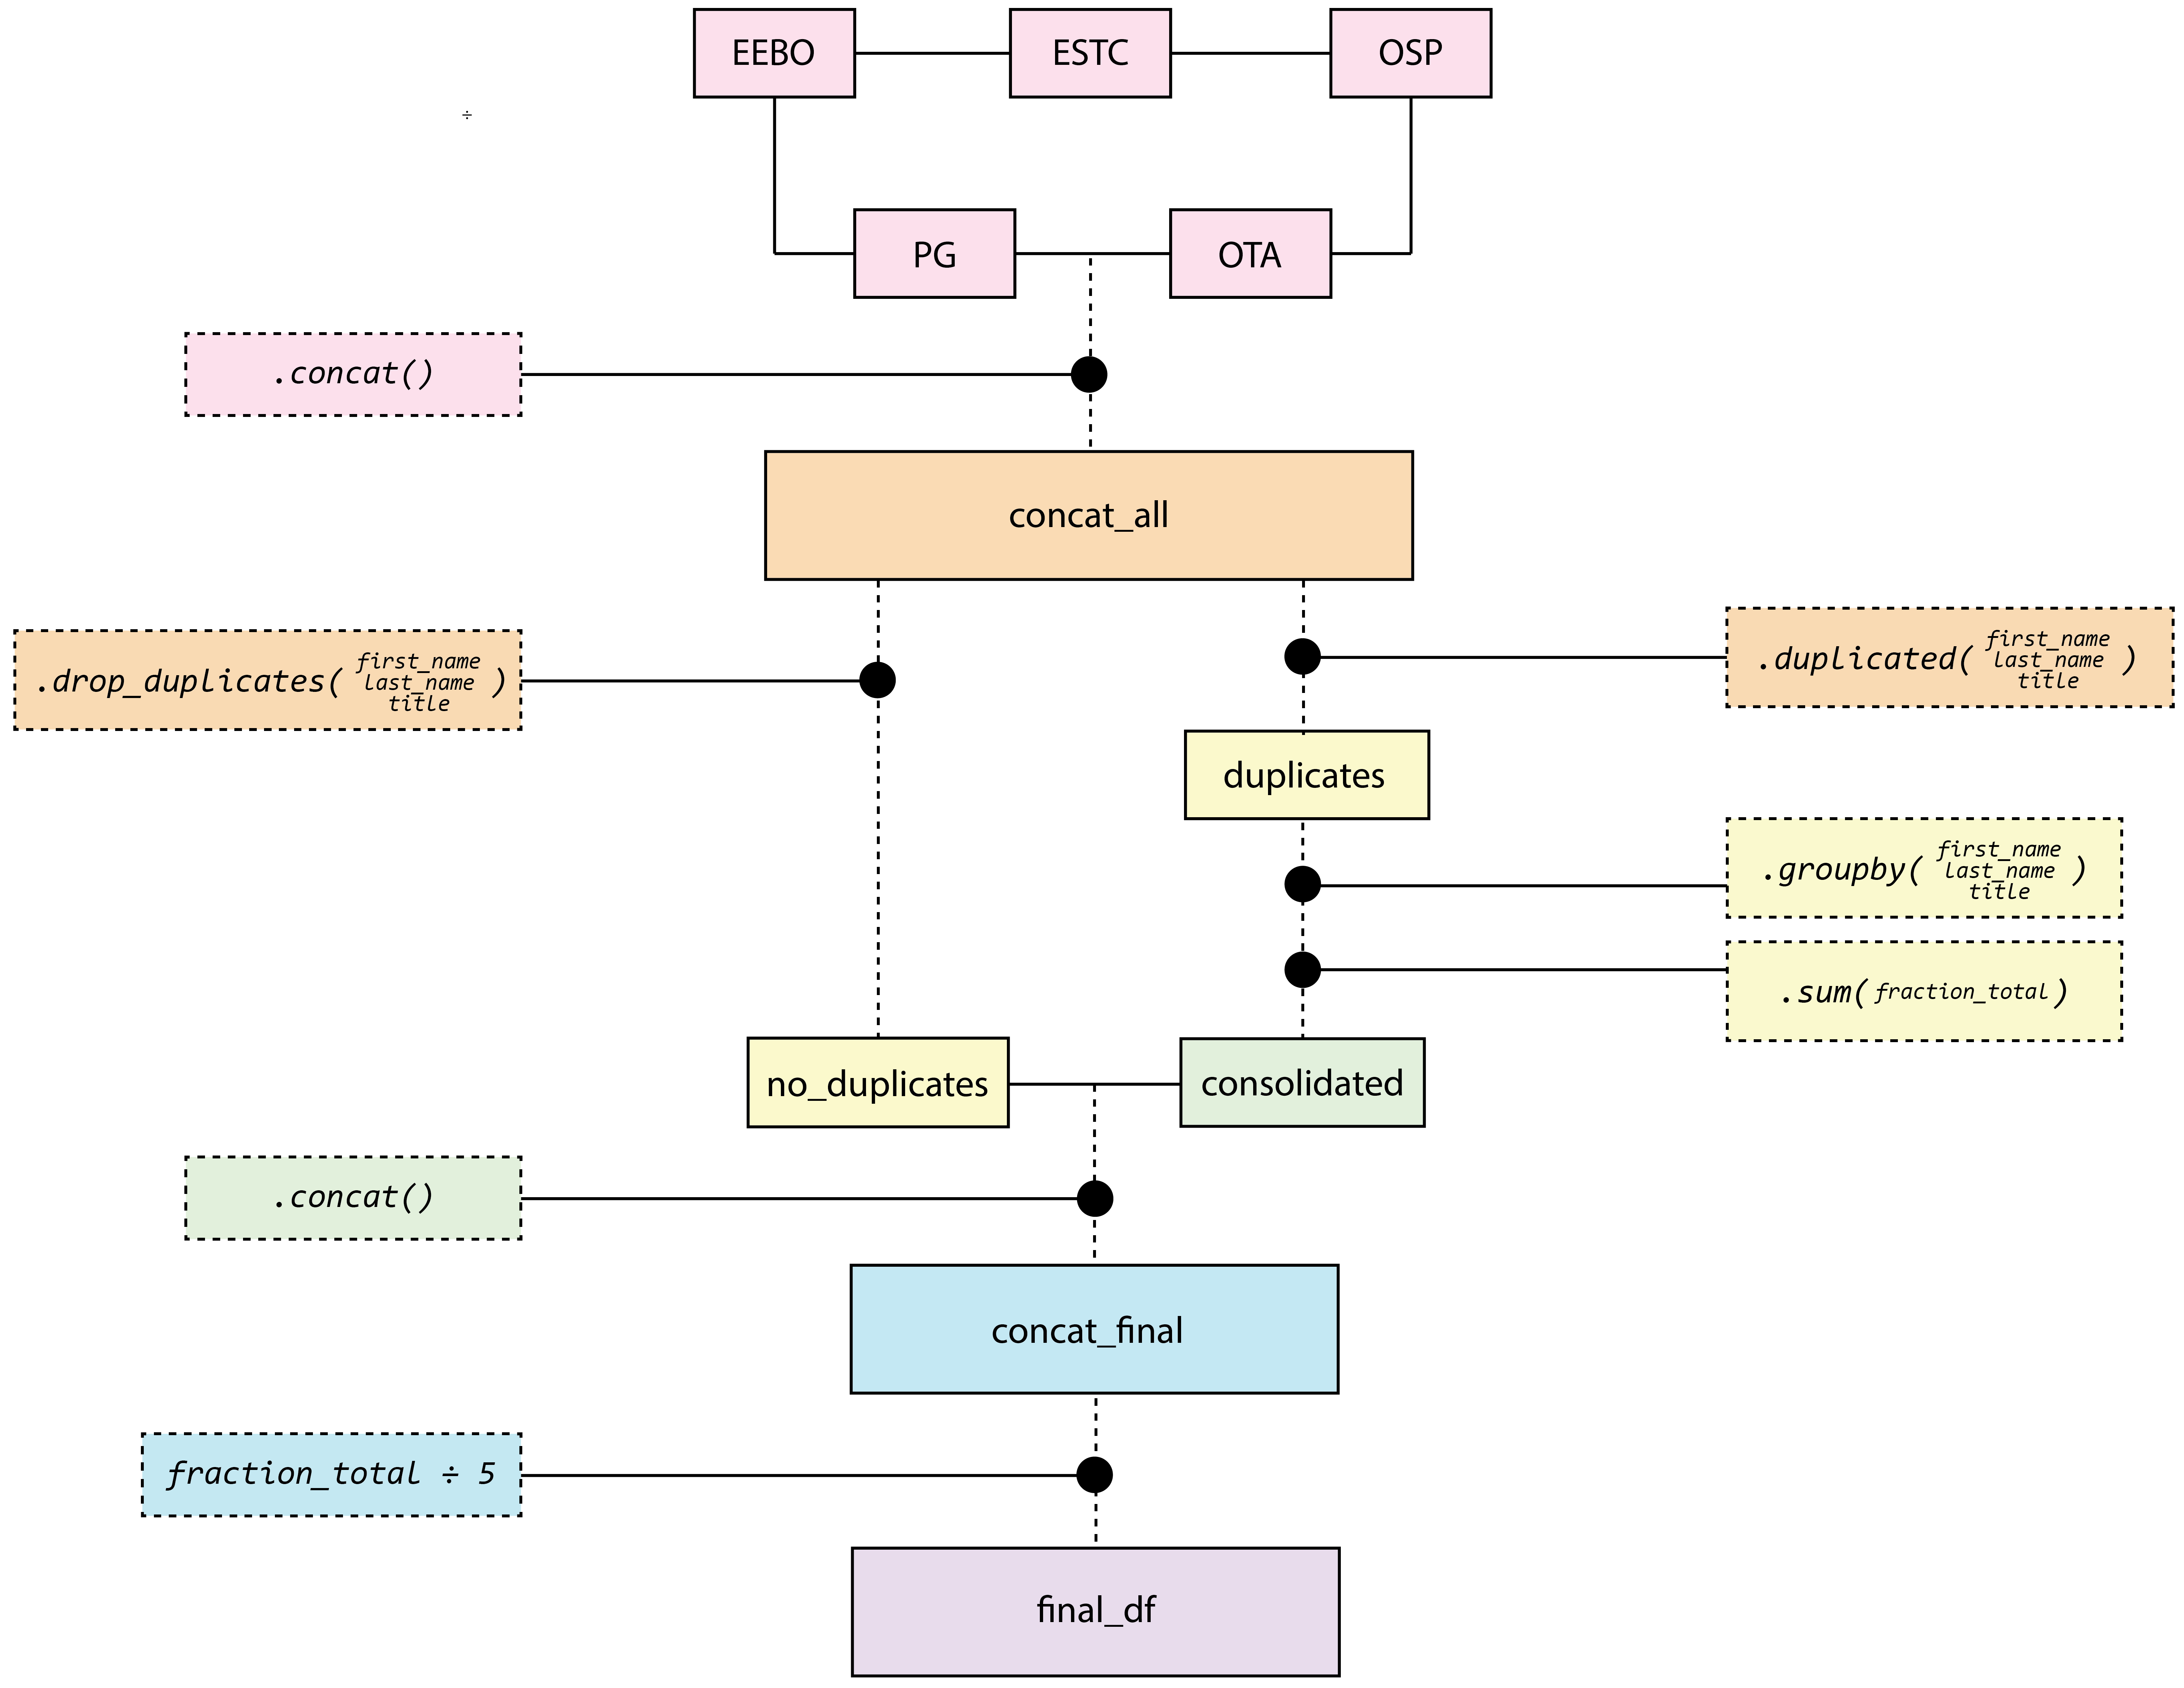 EEBO
ESTC
OSP
÷
PG
OTA
.concat()
concat_all
.drop_duplicates( first_name
last_name
title )
.duplicated( first_name
last_name
title )
duplicates
.groupby( first_name
last_name
title )
.sum( fraction_total )
no_duplicates
consolidated
.concat()
concat_final
fraction_total ÷ 5
final_df